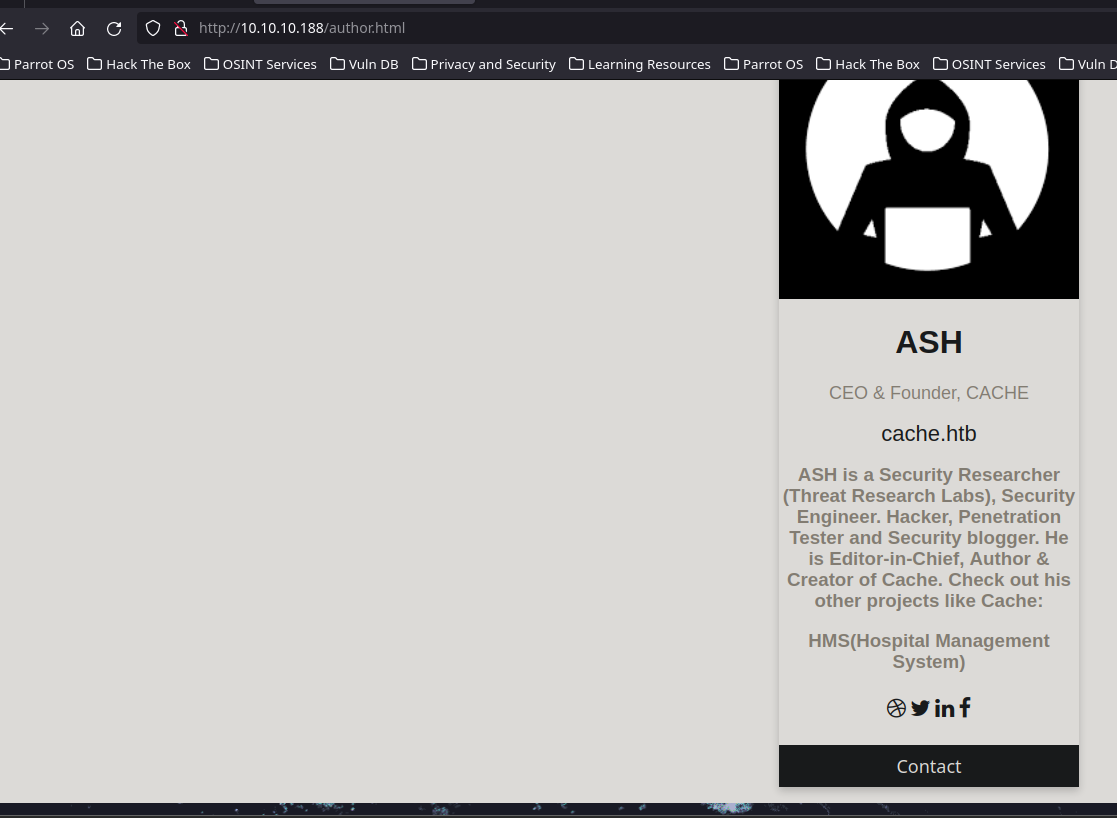 http://10.10.10.188/author.html
Parrot OS Hack The Box OSINT Services Vuln DB Privacy and Security Learning Resources Parrot OS Hack The Box OSINT Services Vuln D
ASH
CEO & Founder, CACHE
cache.htb
ASH is a Security Researcher
(Threat Research Labs), Security
Engineer. Hacker, Penetration
Tester and Security blogger. He
is Editor-in-Chief, Author &
Creator of Cache. Check out his
other projects like Cache:
HMS(Hospital Management
System)
in f
Contact